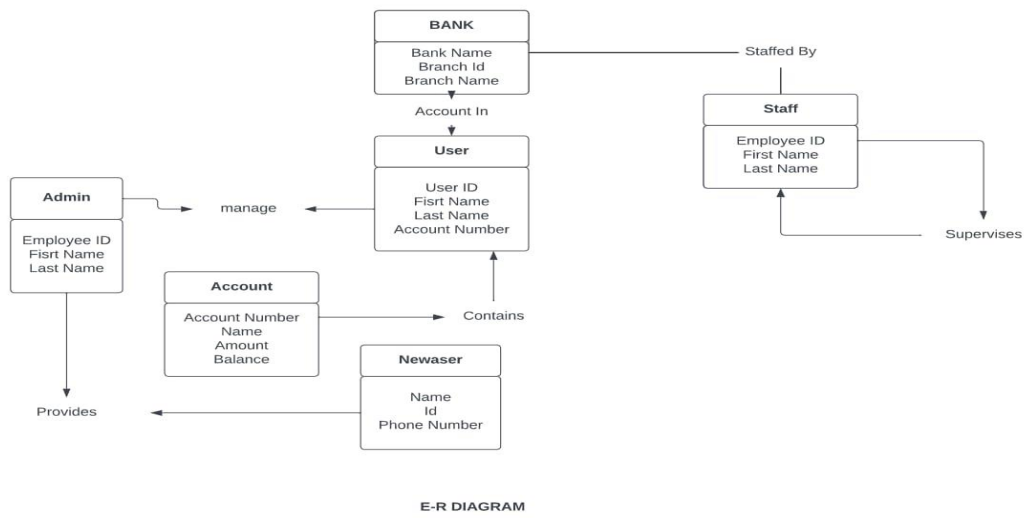 BANK
Bank Name
Branch Id
Branch Name
Staffed By
Account In
Staff
Employee ID
First Name
Last Name
Supervises
User
User ID
Fisrt Name
Last Name
Account Number
Admin
Employee ID
Fisrt Name
Last Name
manage
Account
Account Number
Name
Amount
Balance
Contains
Newaser
Name
Id
Phone Number
Provides
E-R DIAGRAM